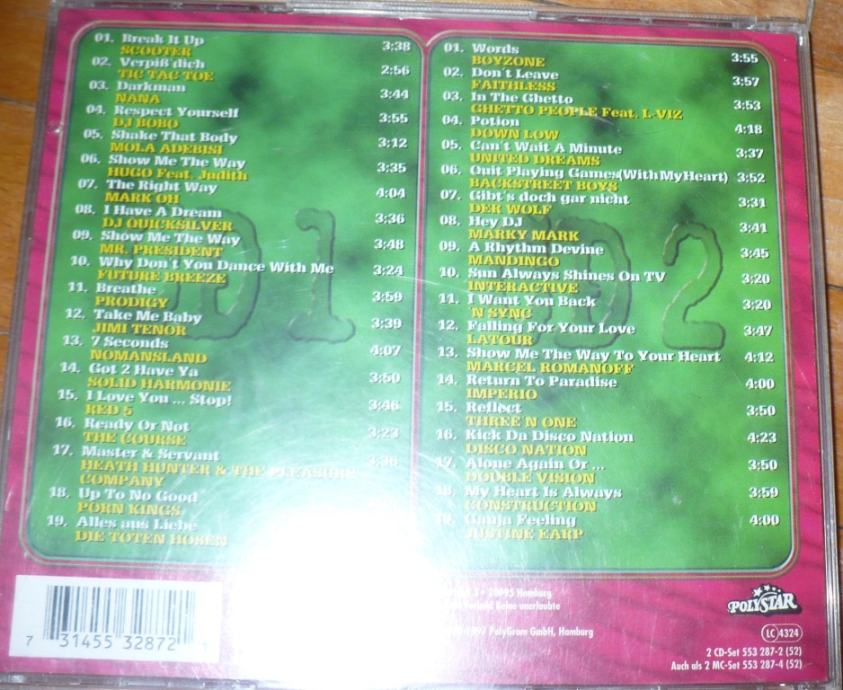 01. Break It Up 3:38
SCOOTER
02. Verpiß dich 2:56
TIC TAC TOE
03. Darkman 3:44
NANA
04. Respect Yourself 3:55
DJ BOBO
05. Shake That Body 3:12
MOLA ADEBISI
06. Show Me The Way 3:35
HUGO Feat. Judith
07. The Right Way 4:04
MARK OH
08. I Have A Dream 3:36
DJ QUICKSILVER
09. Show Me The Way 3:48
MR. PRESIDENT
10. Why Don't You Dance With Me 3:24
FUTURE BREEZE
11. Breathe 3:59
PRODIGY
12. Take Me Baby 3:39
JIMI TENOR
13. 7 Seconds 4:07
NOMANSLAND
14. Got 2 Have Ya 3:50
SOLID HARMONIE
15. I Love You ... Stop! 3:46
RED 5
16. Ready Or Not 3:23
THE COURSE
17. Master & Servant 3:36
HEATH HUNTER & THE PLEASURE
COMPANY
18. Up To No Good
PORN KINGS
19. Alles aus Liebe
DIE TOTEN HOSEN
01. Words 3:55
BOYZONE
02. Don't Leave 3:57
FAITHLESS
03. In The Ghetto 3:53
GHETTO PEOPLE Feat. L-VIZ
04. Potion 4:18
DOWN LOW
05. Can't Wait A Minute 3:37
UNITED DREAMS
06. Quit Playing Games(With My Heart) 3:52
BACKSTREET BOYS
07. Gibt's doch gar nicht 3:31
DER WOLF
08. Hey DJ 3:41
MARKY MARK
09. A Rhythm Devine 3:45
MANDINGO
10. Sun Always Shines On TV 3:20
INTERACTIVE
11. I Want You Back 3:20
'N SYNC
12. Falling For Your Love 3:47
LATOUR
13. Show Me The Way To Your Heart 4:12
MARCEL ROMANOFF
14. Return To Paradise 4:00
IMPERIO
15. Reflect 3:50
THREE'N ONE
16. Kick Da Disco Nation 4:23
DISCO NATION
17. Alone Again Or ... 3:50
DOUBLE VISION
18. My Heart Is Always 3:59
CONSTRUCTION
19. Ganja Feeling 4:00
JUSTINE EARP
D 1
D 2
7 31455 32872 1
• 20095 Hamburg
Verleih! Keine unerlaubte
1997 PolyGram GmbH, Hamburg
POLYSTAR
LC 4324
2 CD-Set 553 287-2 (52)
Auch als 2 MC-Set 553 287-4 (52)